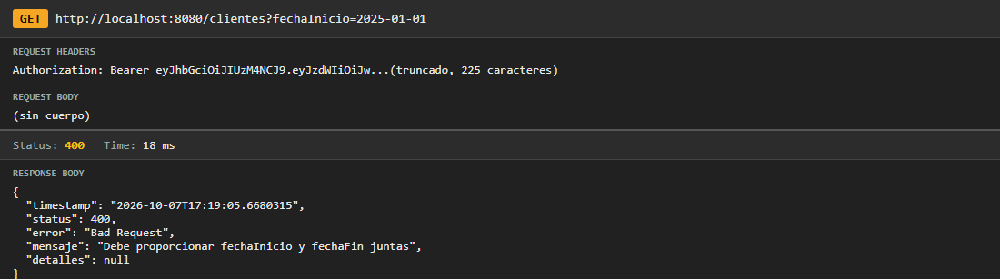 GET http://localhost:8080/clientes?fechaInicio=2025-01-01
REQUEST HEADERS
Authorization: Bearer eyJhbGciOiJIUzM4NCJ9.eyJzdWIiOiJw...(truncado, 225 caracteres)
REQUEST BODY
(sin cuerpo)
Status: 400 Time: 18 ms
RESPONSE BODY
{
  "timestamp": "2026-10-07T17:19:05.6680315",
  "status": 400,
  "error": "Bad Request",
  "mensaje": "Debe proporcionar fechaInicio y fechaFin juntas",
  "detalles": null
}